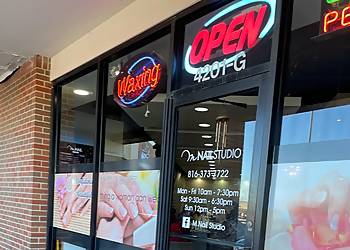 OPEN
Waxing
4201-G
NAIL STUDIO
816-373-7722
Mon - Fri 10am - 7:30pm
Sat 9:30am - 6:30pm
Sun 12pm - 5pm
M Nail Studio